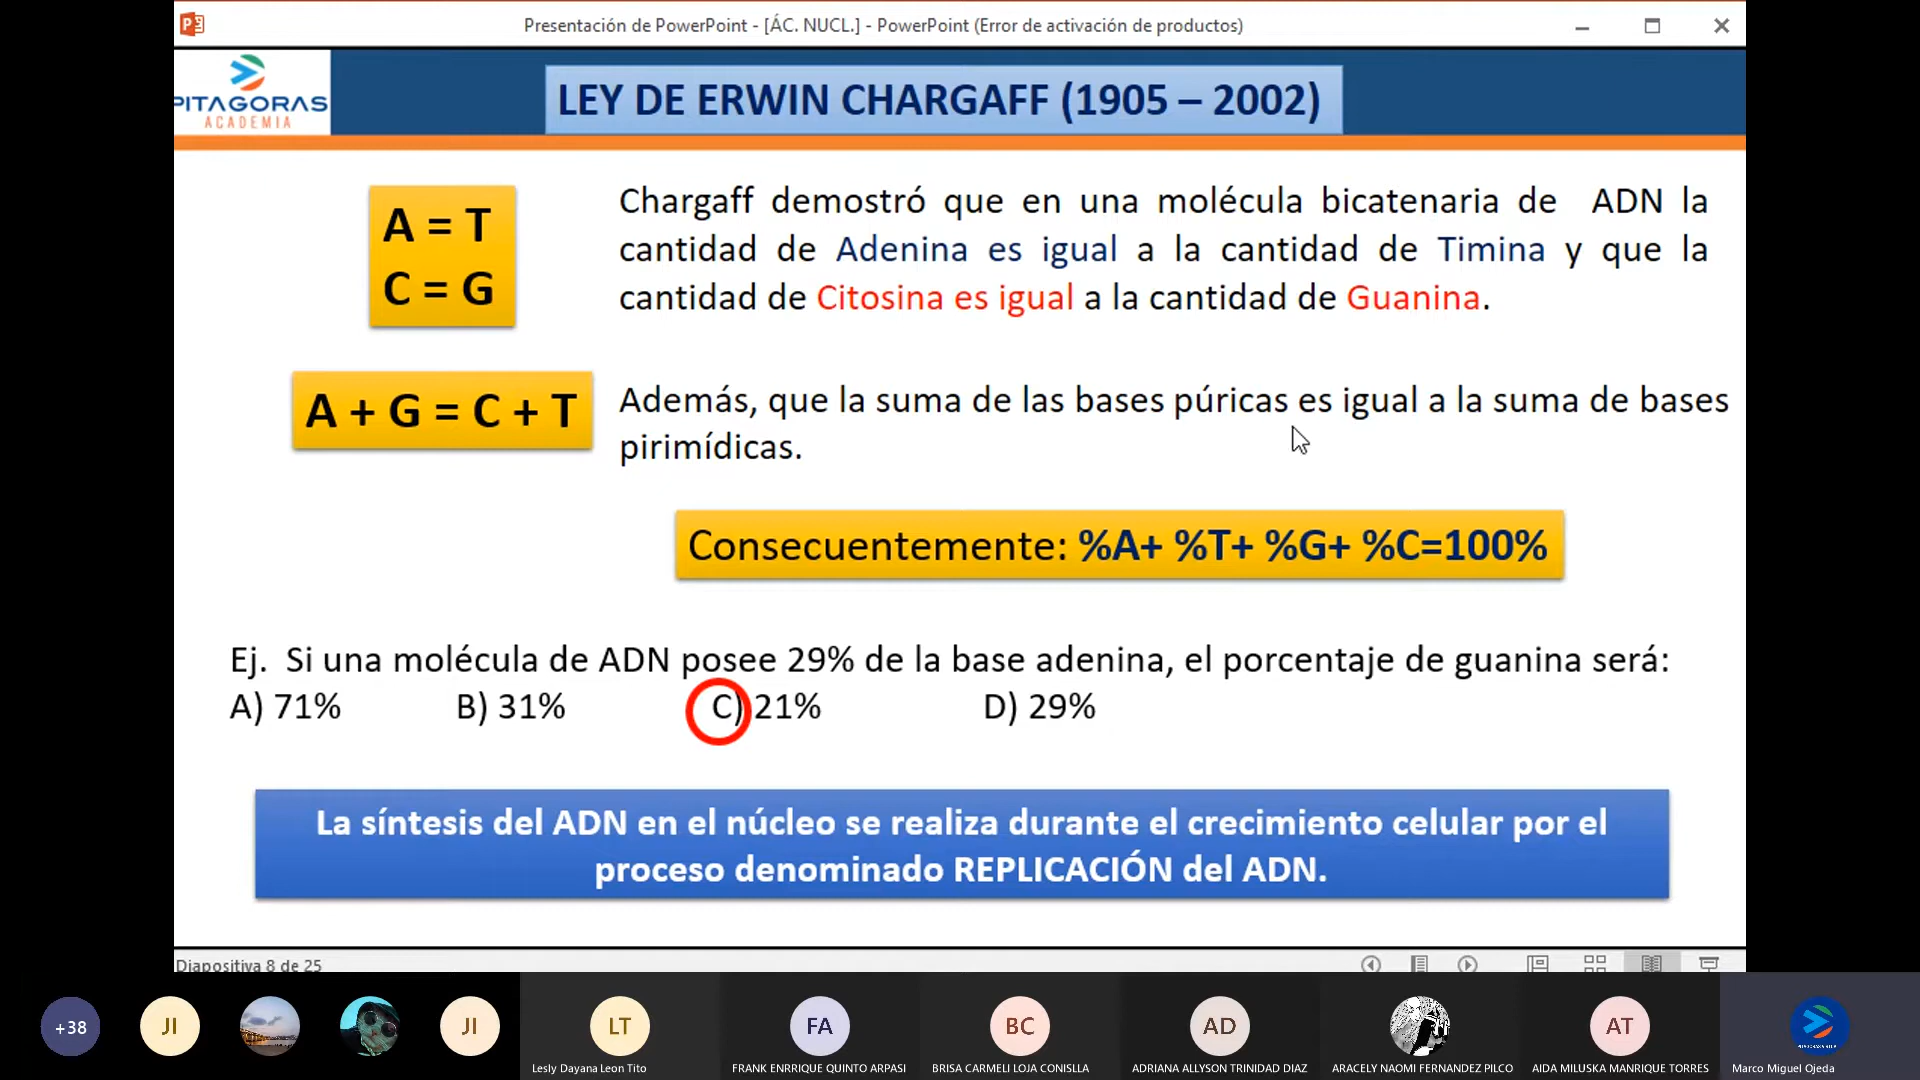 Presentación de PowerPoint - [ÁC. NUCL.] - PowerPoint (Error de activación de productos)
PITAGORAS
ACADEMIA
LEY DE ERWIN CHARGAFF (1905 – 2002)
A = T
C = G
Chargaff demostró que en una molécula bicatenaria de ADN la
cantidad de Adenina es igual a la cantidad de Timina y que la
cantidad de Citosina es igual a la cantidad de Guanina.
A + G = C + T
Además, que la suma de las bases púricas es igual a la suma de bases
pirimídicas.
Consecuentemente: %A+ %T+ %G+ %C=100%
Ej. Si una molécula de ADN posee 29% de la base adenina, el porcentaje de guanina será:
A) 71% B) 31% C) 21% D) 29%
La síntesis del ADN en el núcleo se realiza durante el crecimiento celular por el
proceso denominado REPLICACIÓN del ADN.
Diapositiva 8 de 25
+38 JI JI LT FA BC AD AT
Lesly Dayana Leon Tito FRANK ENRRIQUE QUINTO ARPASI BRISA CARMELI LOJA CONISLLA ADRIANA ALLYSON TRINIDAD DIAZ ARACELY NAOMI FERNANDEZ PILCO AIDA MILUSKA MANRIQUE TORRES Marco Miguel Ojeda